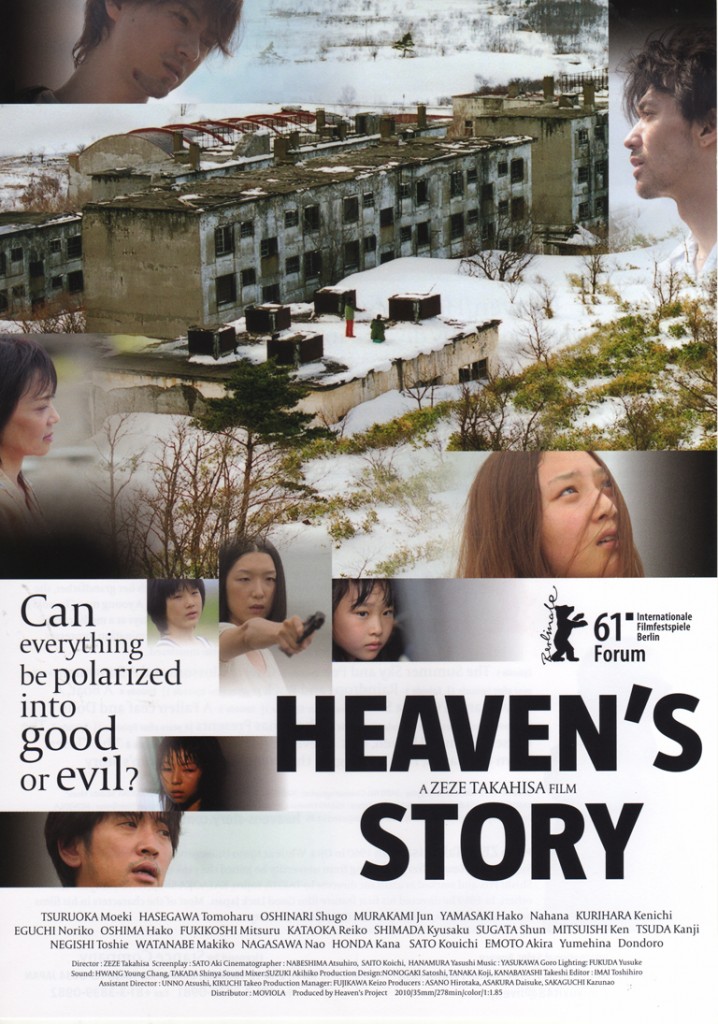 Can
everything
be polarized
into
good
or evil?
Berlinale
61
Internationale
Filmfestspiele
Berlin
Forum
HEAVEN'S
A ZEZE TAKAHISA FILM
STORY
TSURUOKA Moeki HASEGAWA Tomoharu OSHINARI Shugo MURAKAMI Jun YAMASAKI Hako Nahana KURIHARA Kenichi
EGUCHI Noriko OSHIMA Hako FUKIKOSHI Mitsuru KATAOKA Reiko SHIMADA Kyusaku SUGATA Shun MITSUISHI Ken TSUDA Kanji
NEGISHI Toshie WATANABE Makiko NAGASAWA Nao HONDA Kana SATO Kouichi EMOTO Akira Yumehina Dondoro
Director : ZEZE Takahisa Screenplay : SATO Aki Cinematographer : NABESHIMA Atsuhiro, SAITO Koichi, HANAMURA Yasushi Music : YASUKAWA Goro Lighting: FUKUDA Yusuke
Sound: HWANG Young Chang, TAKADA Shinya Sound Mixer:SUZUKI Akihiko Production Design:NONOGAKI Satoshi, TANAKA Koji, KANABAYASHI Takeshi Editor : IMAI Toshihiro
Assistant Director : UNNO Atsushi, KIKUCHI Takeo Production Manager: FUJIKAWA Keizo Producers : ASANO Hirotaka, ASAKURA Daisuke, SAKAGUCHI Kazunao
Distributor : MOVIOLA Produced by Heaven's Project 2010/35mm/278min/color/1:1.85